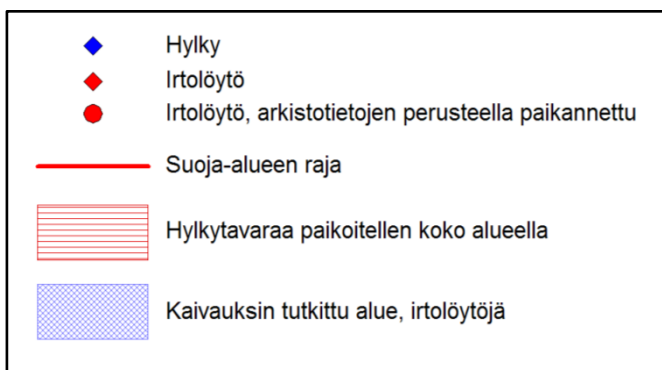 Hylky
Irtolöytö
Irtolöytö, arkistotietojen perusteella paikannettu
Suoja-alueen raja
Hylkytavaraa paikoitellen koko alueella
Kaivauksin tutkittu alue, irtolöytöjä